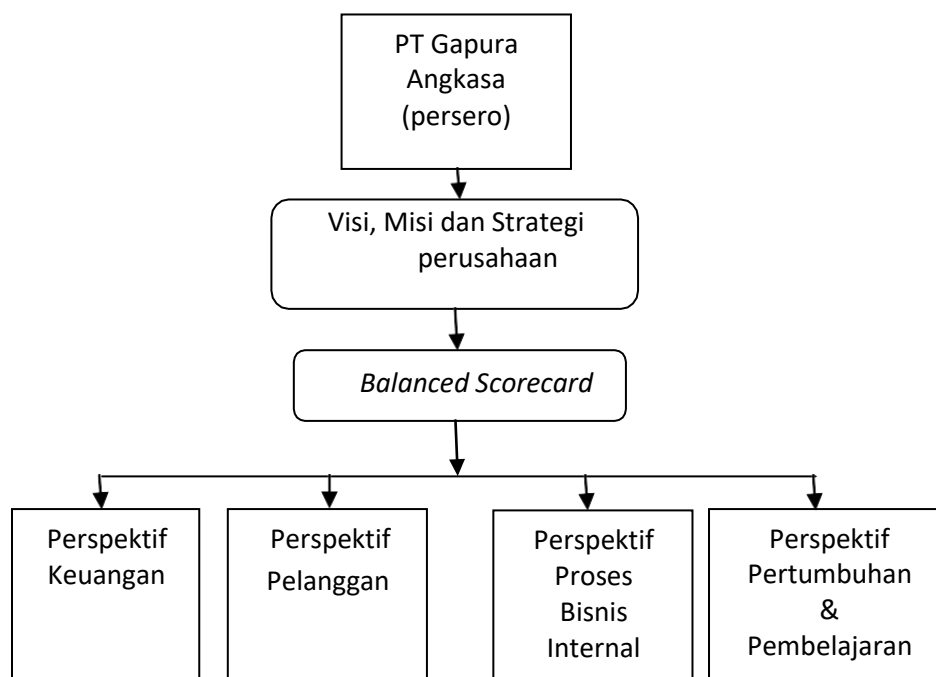 PT Gapura
Angkasa
(persero)
Visi, Misi dan Strategi
perusahaan
Balanced Scorecard
Perspektif
Keuangan
Perspektif
Pelanggan
Perspektif
Proses
Bisnis
Internal
Perspektif
Pertumbuhan
&
Pembelajaran